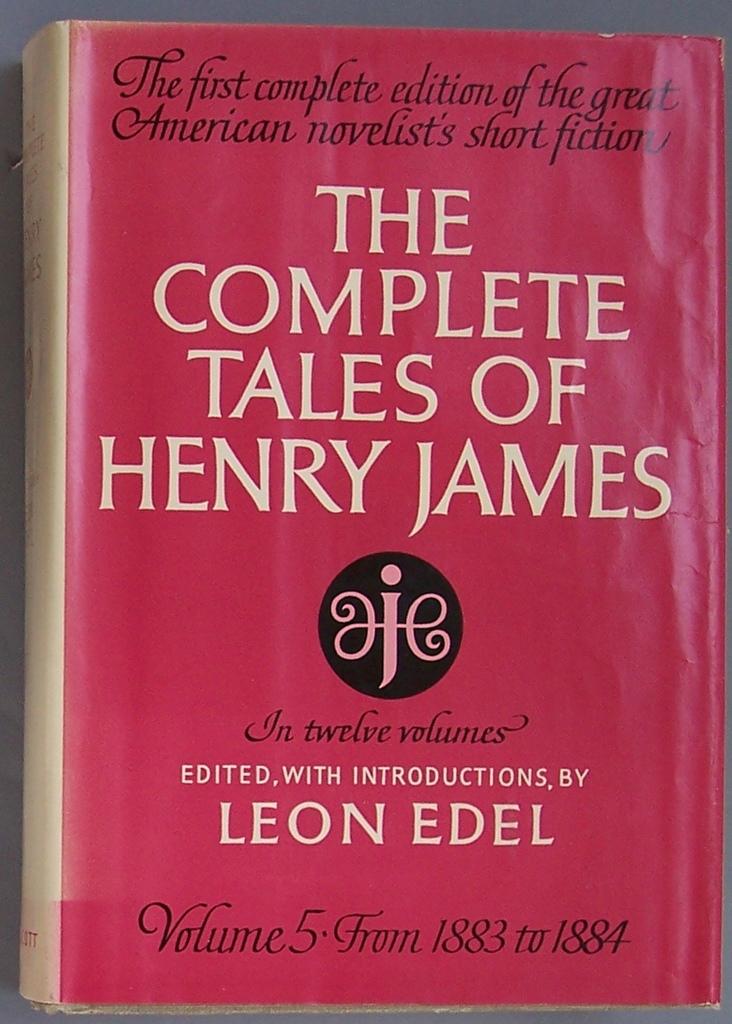 The first complete edition of the great
American novelist's short fiction
THE
COMPLETE
TALES OF
HENRY JAMES
In twelve volumes
EDITED, WITH INTRODUCTIONS, BY
LEON EDEL
Volume 5 · From 1883 to 1884